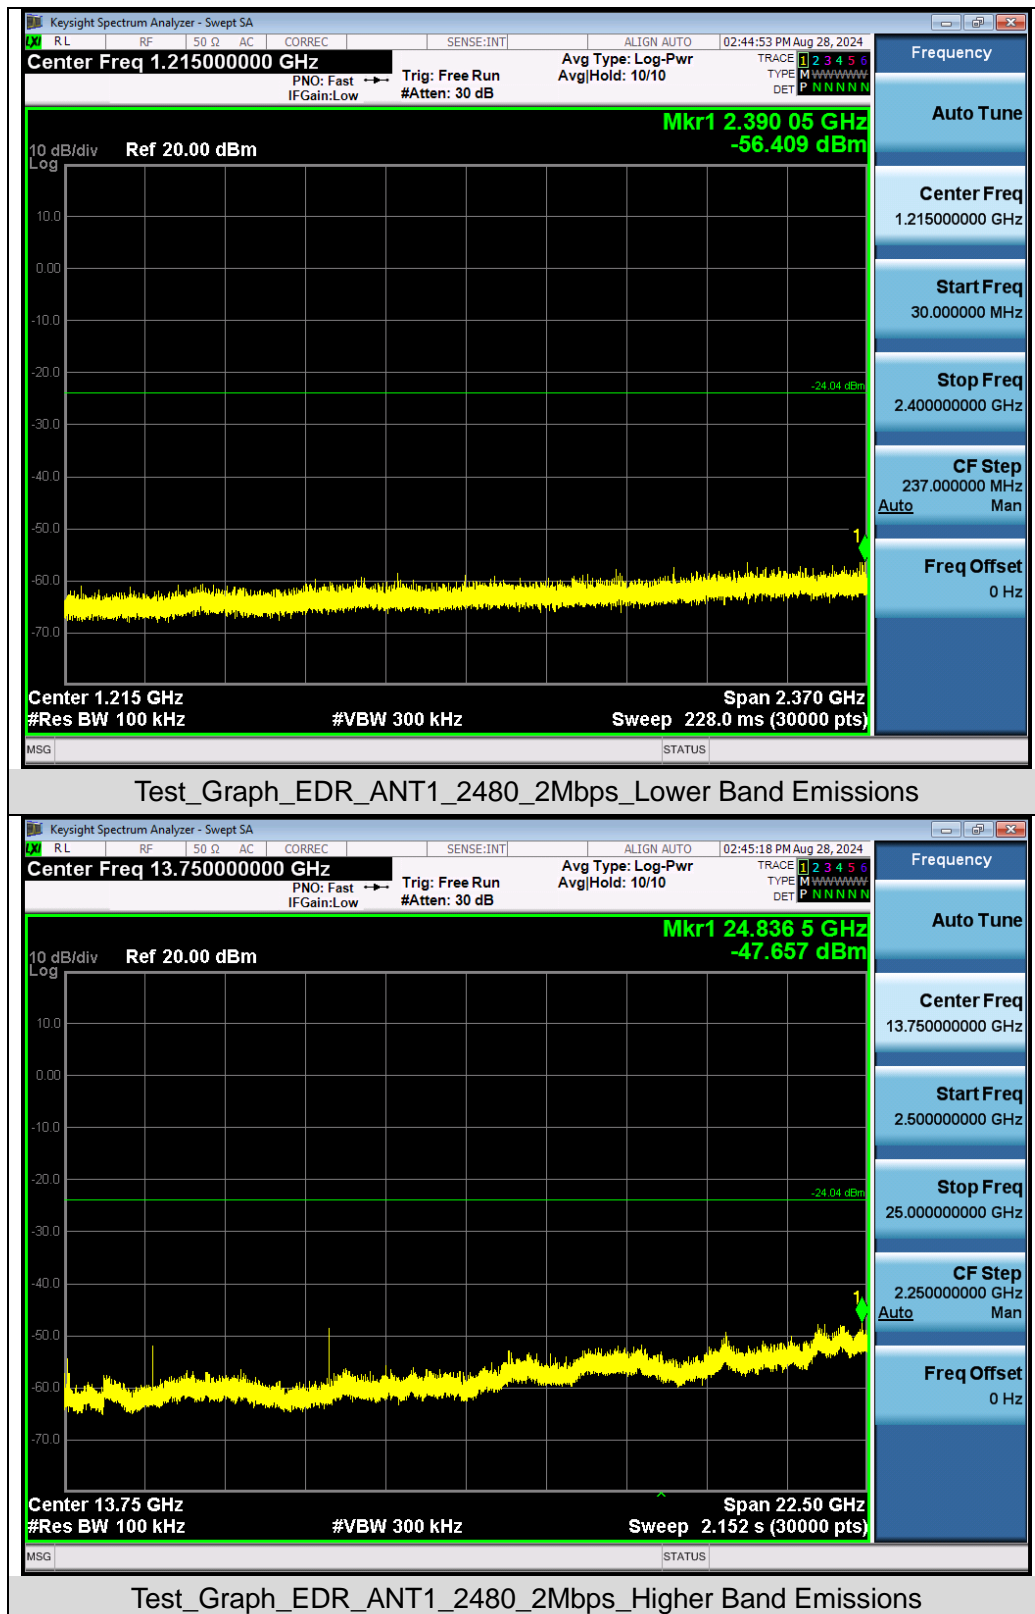 Keysight Spectrum Analyzer - Swept SA
LXI RL RF 50 Ω AC CORREC SENSE:INT ALIGN AUTO 02:44:53 PM Aug 28, 2024
Center Freq 1.215000000 GHz
PNO: Fast
IFGain:Low
Trig: Free Run
#Atten: 30 dB
Avg Type: Log-Pwr
Avg|Hold: 10/10
TRACE 1 2 3 4 5 6
TYPE M WWWWW
DET P N N N N N
Mkr1 2.390 05 GHz
-56.409 dBm
10 dB/div Ref 20.00 dBm
Log
10.0
0.00
-10.0
-20.0
-24.04 dBm
-30.0
-40.0
-50.0
1
-60.0
-70.0
Center 1.215 GHz Span 2.370 GHz
#Res BW 100 kHz #VBW 300 kHz Sweep 228.0 ms (30000 pts)
MSG STATUS
Frequency
Auto Tune
Center Freq
1.215000000 GHz
Start Freq
30.000000 MHz
Stop Freq
2.400000000 GHz
CF Step
237.000000 MHz
Auto Man
Freq Offset
0 Hz
Test_Graph_EDR_ANT1_2480_2Mbps_Lower Band Emissions
Keysight Spectrum Analyzer - Swept SA
LXI RL RF 50 Ω AC CORREC SENSE:INT ALIGN AUTO 02:45:18 PM Aug 28, 2024
Center Freq 13.750000000 GHz
PNO: Fast
IFGain:Low
Trig: Free Run
#Atten: 30 dB
Avg Type: Log-Pwr
Avg|Hold: 10/10
TRACE 1 2 3 4 5 6
TYPE M WWWWW
DET P N N N N N
Mkr1 24.836 5 GHz
-47.657 dBm
10 dB/div Ref 20.00 dBm
Log
10.0
0.00
-10.0
-20.0
-24.04 dBm
-30.0
-40.0
1
-50.0
-60.0
-70.0
Center 13.75 GHz Span 22.50 GHz
#Res BW 100 kHz #VBW 300 kHz Sweep 2.152 s (30000 pts)
MSG STATUS
Frequency
Auto Tune
Center Freq
13.750000000 GHz
Start Freq
2.500000000 GHz
Stop Freq
25.000000000 GHz
CF Step
2.250000000 GHz
Auto Man
Freq Offset
0 Hz
Test_Graph_EDR_ANT1_2480_2Mbps_Higher Band Emissions